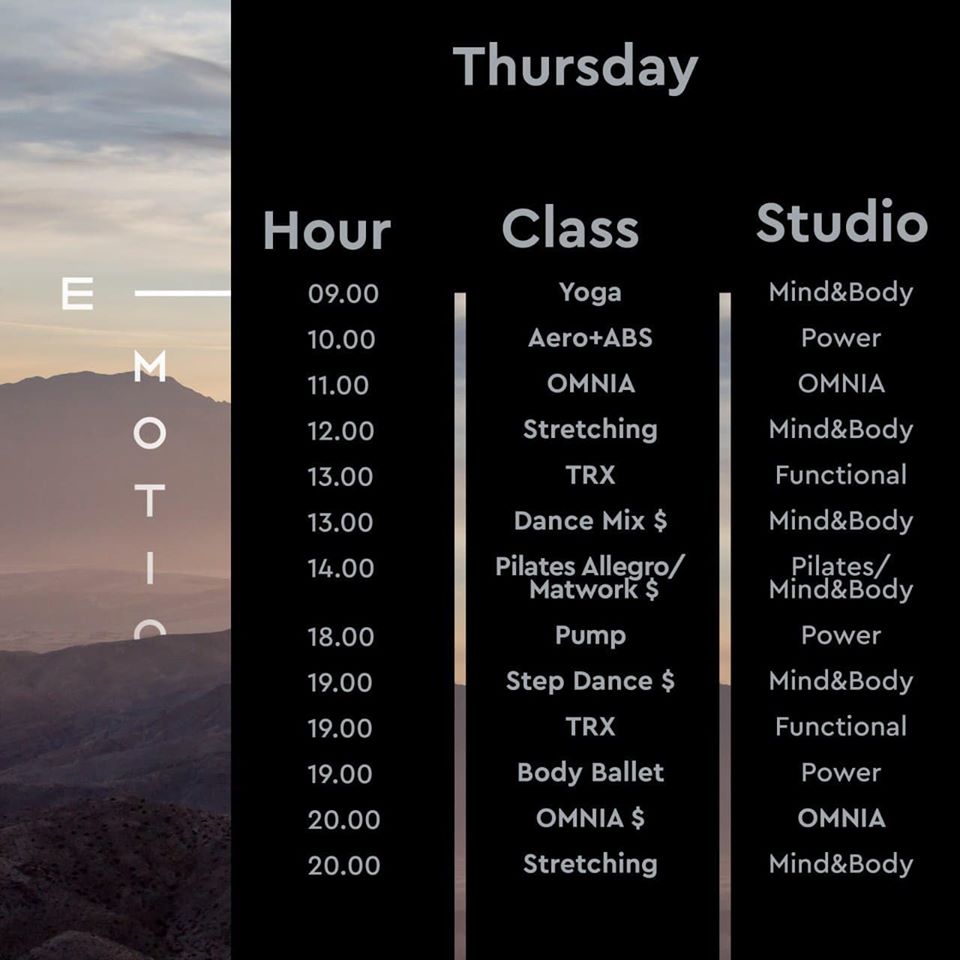 Thursday
Hour Class Studio
E
M
O
T
I
O
09.00 Yoga Mind&Body
10.00 Aero+ABS Power
11.00 OMNIA OMNIA
12.00 Stretching Mind&Body
13.00 TRX Functional
13.00 Dance Mix $ Mind&Body
14.00 Pilates Allegro/ Pilates/
Matwork $ Mind&Body
18.00 Pump Power
19.00 Step Dance $ Mind&Body
19.00 TRX Functional
19.00 Body Ballet Power
20.00 OMNIA $ OMNIA
20.00 Stretching Mind&Body